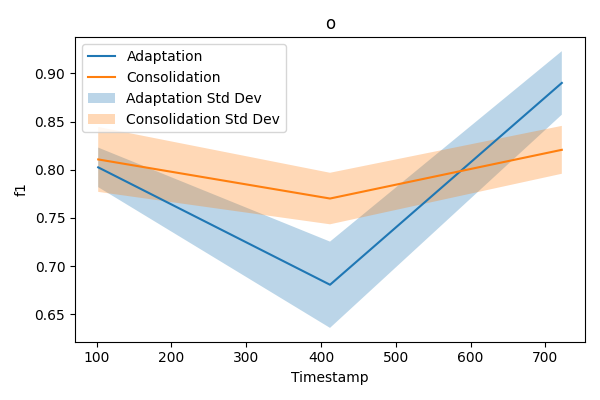 o
Adaptation
Consolidation
Adaptation Std Dev
Consolidation Std Dev
0.90
0.85
0.80
0.75
0.70
0.65
f1
100 200 300 400 500 600 700
Timestamp